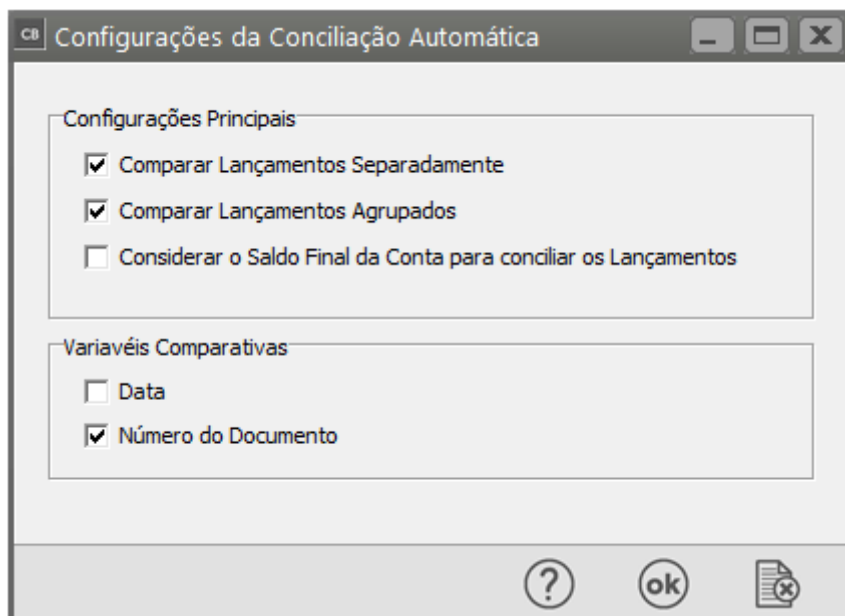 CB Configurações da Conciliação Automática
Configurações Principais
Comparar Lançamentos Separadamente
Comparar Lançamentos Agrupados
Considerar o Saldo Final da Conta para conciliar os Lançamentos
Variavéis Comparativas
Data
Número do Documento
? ok